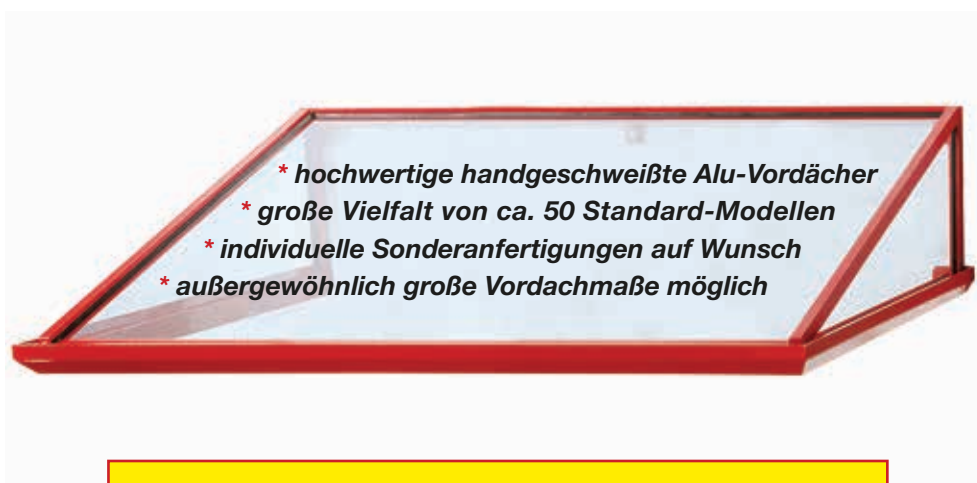 * hochwertige handgeschweißte Alu-Vordächer
* große Vielfalt von ca. 50 Standard-Modellen
* individuelle Sonderanfertigungen auf Wunsch
* außergewöhnlich große Vordachmaße möglich